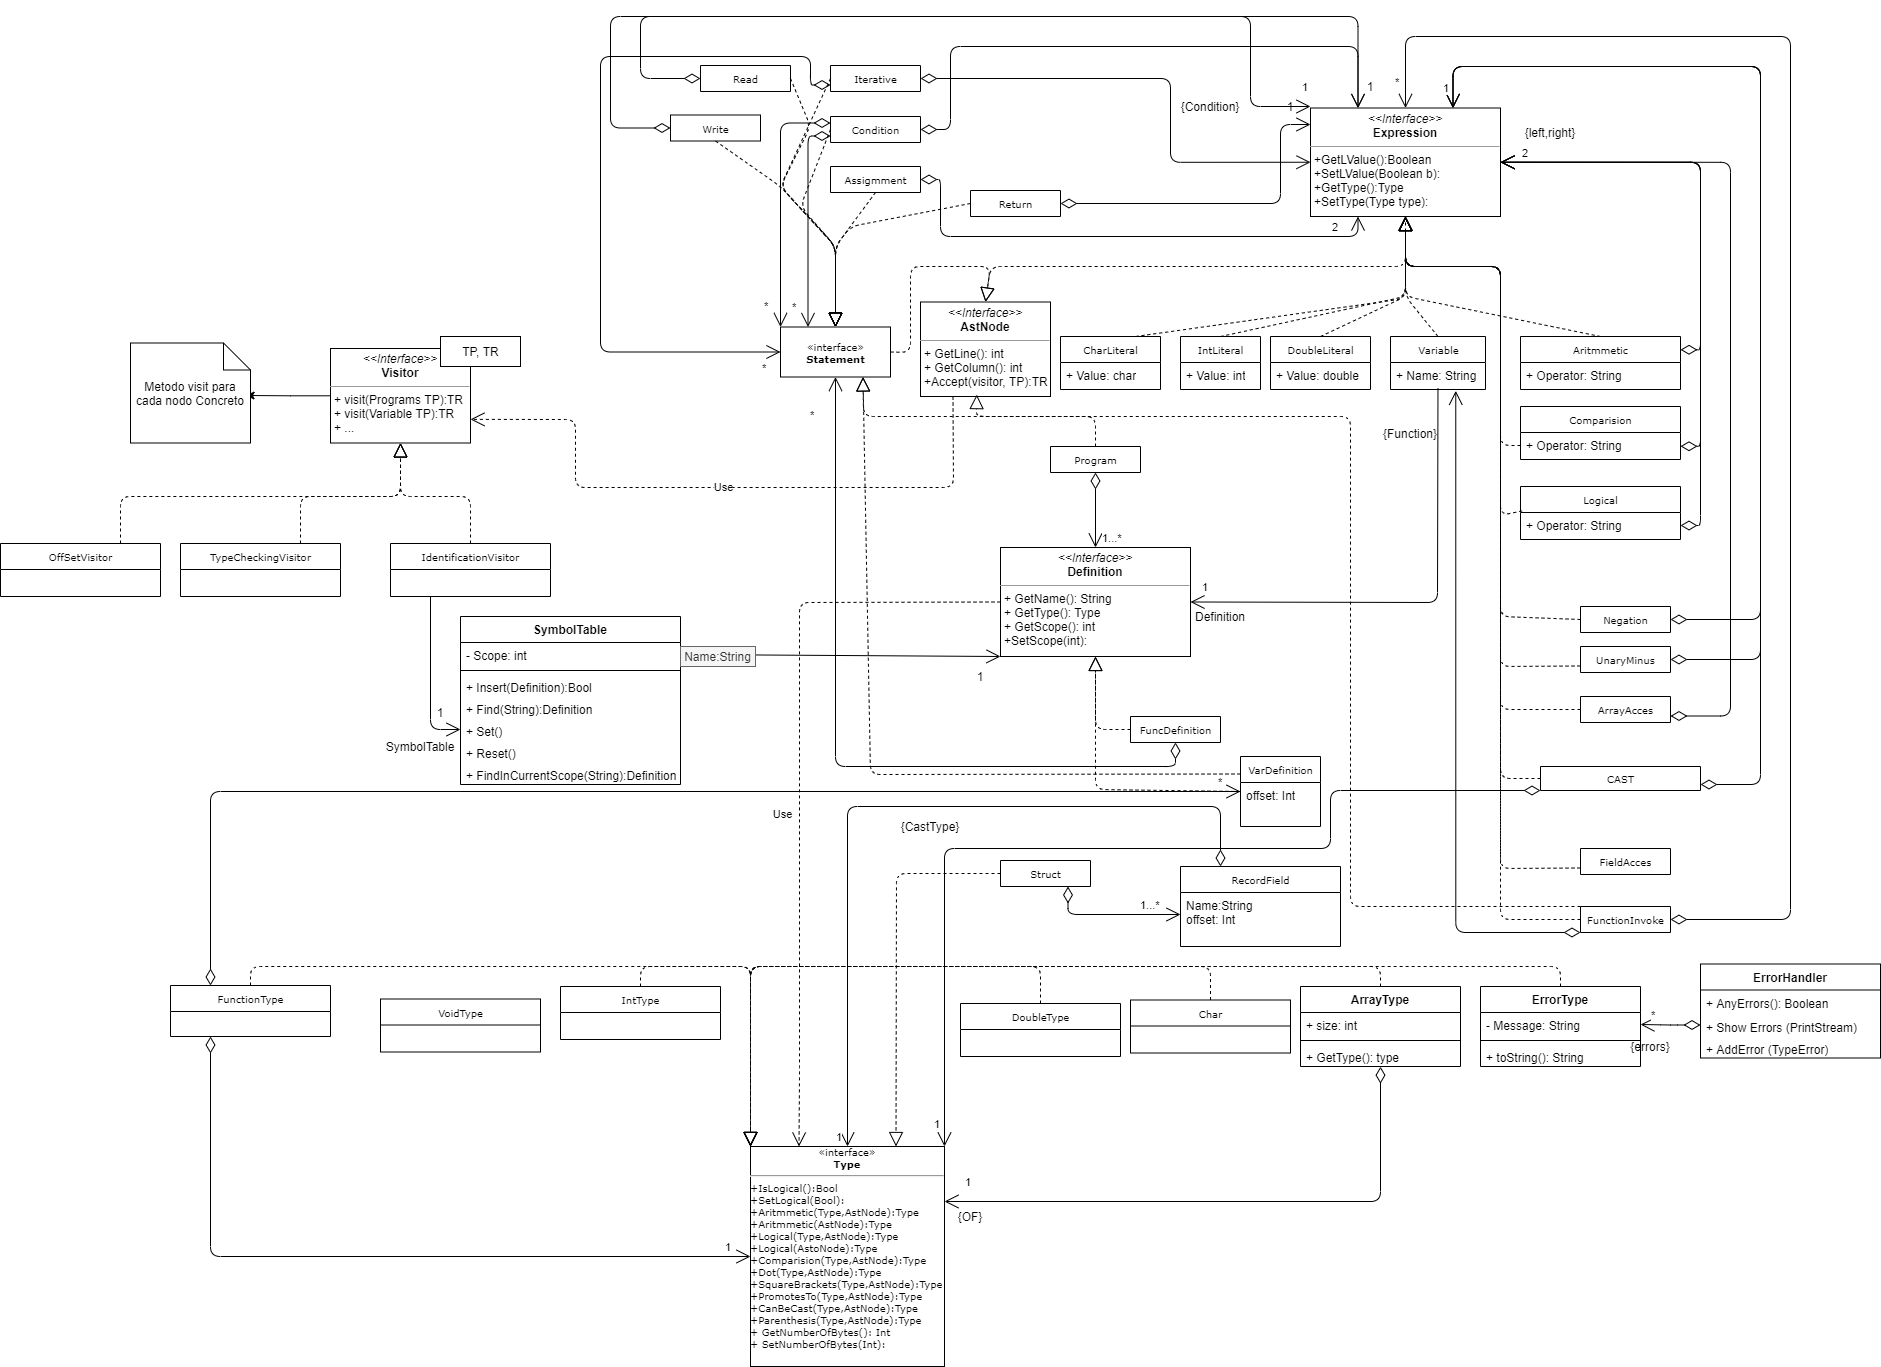 Read
Iterative
{Condition}
1
1
*
1
1
Write
Condition
<<Interface>>
Expression
+GetLValue():Boolean
+SetLValue(Boolean b):
+GetType():Type
+SetType(Type type):
{left,right}
2
Assigmment
Return
2
*
*
*
«interface»
Statement
<<Interface>>
AstNode
+ GetLine(): int
+ GetColumn(): int
+Accept(visitor, TP):TR
CharLiteral
+ Value: char
IntLiteral
+ Value: int
DoubleLiteral
+ Value: double
Variable
+ Name: String
Aritmmetic
+ Operator: String
TP, TR
<<Interface>>
Visitor
+ visit(Programs TP):TR
+ visit(Variable TP):TR
+ ...
Metodo visit para
cada nodo Concreto
*
{Function}
Comparision
+ Operator: String
Program
Use
Logical
+ Operator: String
1...*
<<Interface>>
Definition
+ GetName(): String
+ GetType(): Type
+ GetScope(): int
+SetScope(int):
1
Definition
OffSetVisitor
TypeCheckingVisitor
IdentificationVisitor
Negation
UnaryMinus
ArrayAcces
SymbolTable
- Scope: int
+ Insert(Definition):Bool
+ Find(String):Definition
+ Set()
+ Reset()
+ FindInCurrentScope(String):Definition
Name:String
1
1
SymbolTable
FuncDefinition
VarDefinition
offset: Int
*
CAST
Use
{CastType}
Struct
1...*
RecordField
Name:String
offset: Int
FieldAcces
FunctionInvoke
FunctionType
VoidType
IntType
DoubleType
Char
ArrayType
+ size: int
+ GetType(): type
ErrorType
- Message: String
+ toString(): String
*
{errors}
ErrorHandler
+ AnyErrors(): Boolean
+ Show Errors (PrintStream)
+ AddError (TypeError)
1
1
1
{OF}
1
«interface»
Type
+IsLogical():Bool
+SetLogical(Bool):
+Aritmmetic(Type,AstNode):Type
+Aritmmetic(AstNode):Type
+Logical(Type,AstNode):Type
+Logical(AstoNode):Type
+Comparision(Type,AstNode):Type
+Dot(Type,AstNode):Type
+SquareBrackets(Type,AstNode):Type
+PromotesTo(Type,AstNode):Type
+CanBeCast(Type,AstNode):Type
+Parenthesis(Type,AstNode):Type
+ GetNumberOfBytes(): Int
+ SetNumberOfBytes(Int):